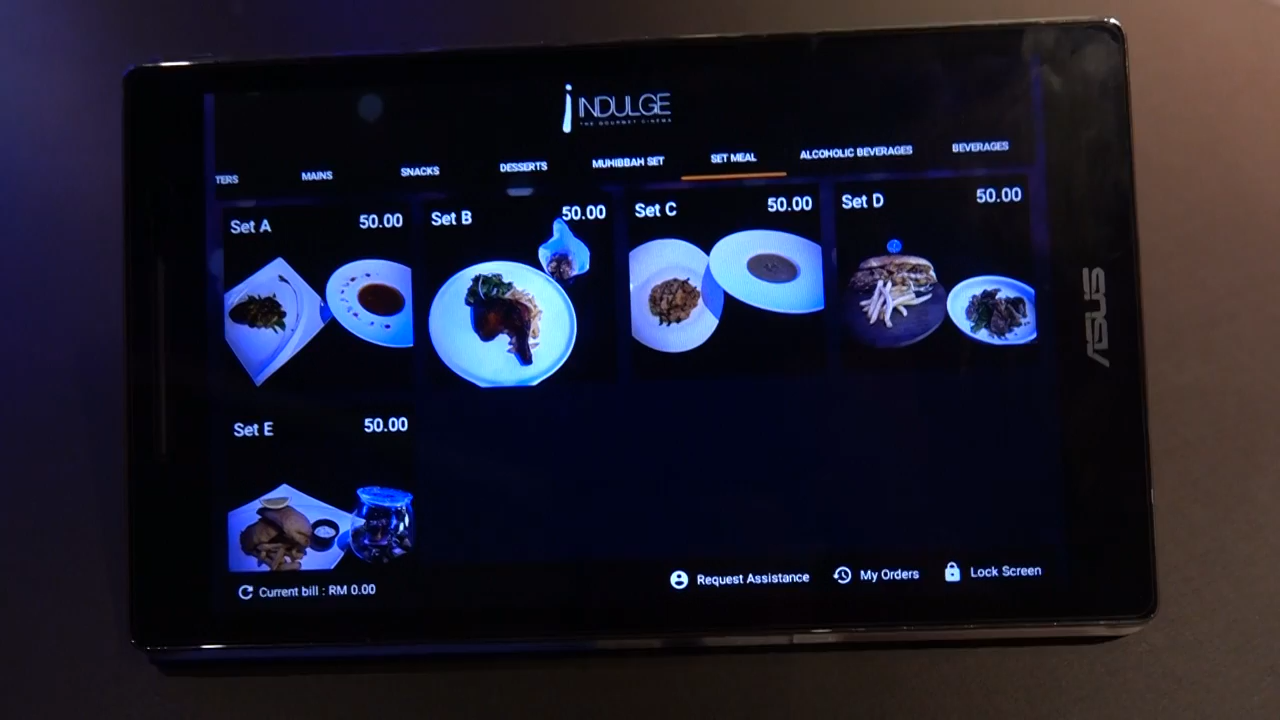 INDULGE
THE GOURMET CINEMA
TERS MAINS SNACKS DESSERTS MUHIBBAH SET SET MEAL ALCOHOLIC BEVERAGES BEVERAGES
Set A 50.00 Set B 50.00 Set C 50.00 Set D 50.00
Set E 50.00
Current bill : RM 0.00 Request Assistance My Orders Lock Screen
ASUS